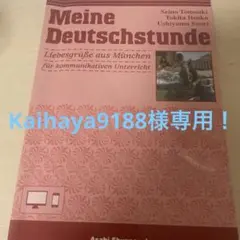 Meine
Deutschstunde
Liebesgrüße aus München
für kommunikativen Unterricht
Kaihaya9188様専用！